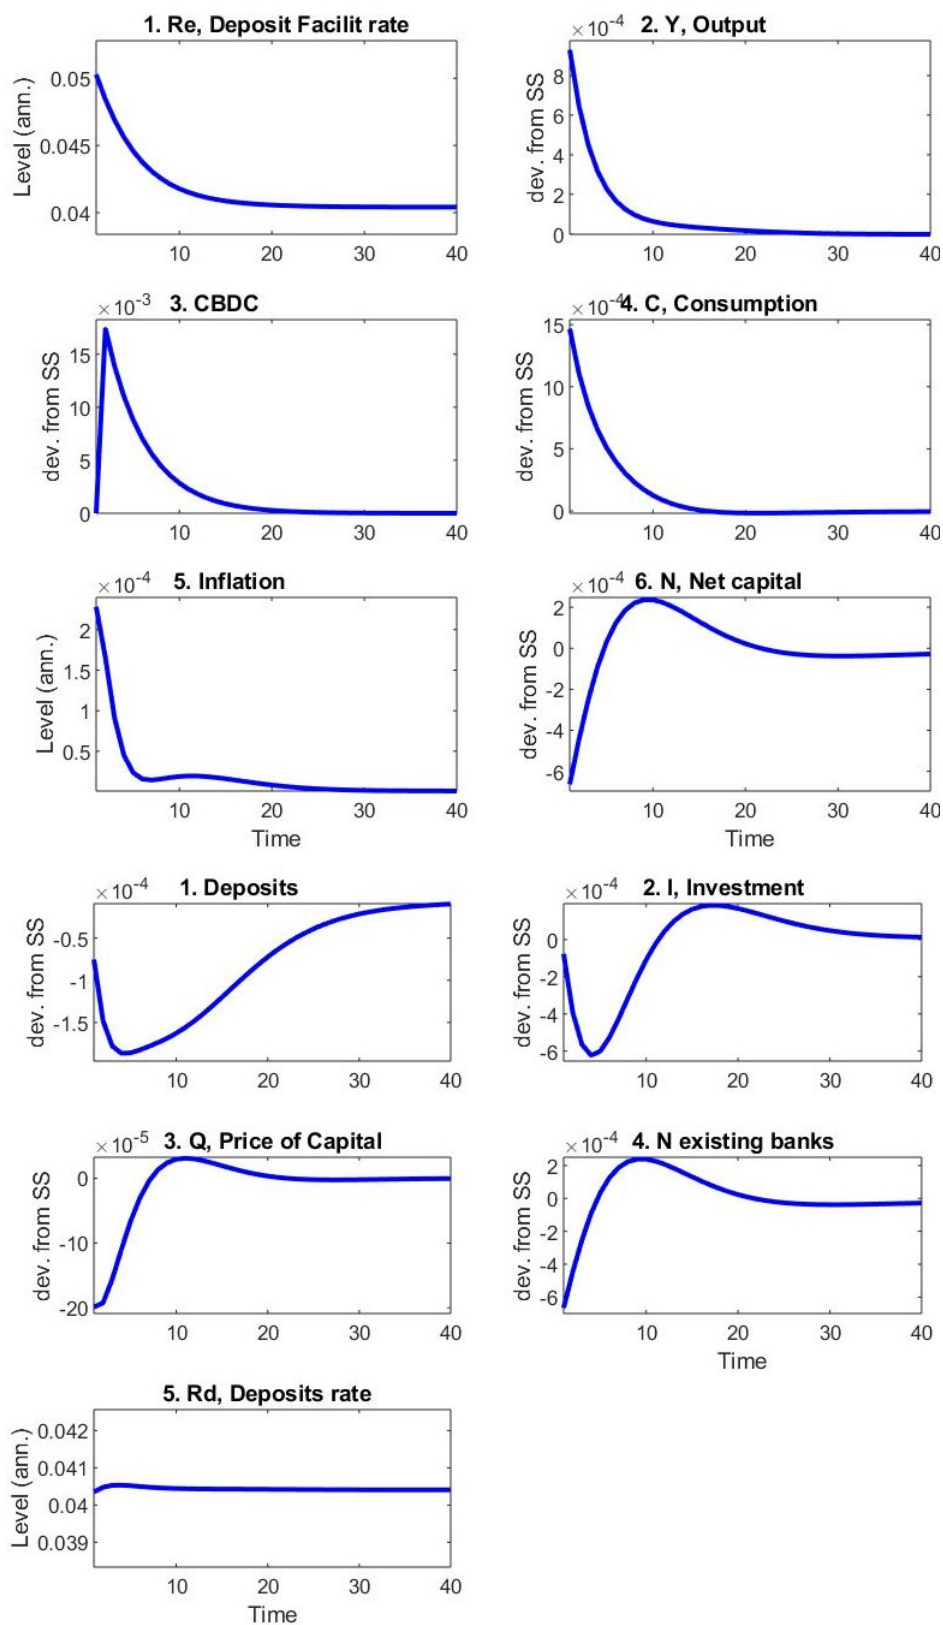 1. Re, Deposit Facilit rate
Level (ann.)
0.05
0.045
0.04
10 20 30 40
2. Y, Output
×10-4
dev. from SS
8
6
4
2
0
10 20 30 40
3. CBDC
×10-3
dev. from SS
15
10
5
0
10 20 30 40
4. C, Consumption
×10-4
dev. from SS
15
10
5
0
10 20 30 40
5. Inflation
×10-4
Level (ann.)
2
1.5
1
0.5
10 20 30 40
Time
6. N, Net capital
×10-4
dev. from SS
2
0
-2
-4
-6
10 20 30 40
Time
1. Deposits
×10-4
dev. from SS
-0.5
-1
-1.5
10 20 30 40
2. I, Investment
×10-4
dev. from SS
0
-2
-4
-6
10 20 30 40
3. Q, Price of Capital
×10-5
dev. from SS
0
-10
-20
10 20 30 40
4. N existing banks
×10-4
dev. from SS
2
0
-2
-4
-6
10 20 30 40
Time
5. Rd, Deposits rate
Level (ann.)
0.042
0.041
0.04
0.039
10 20 30 40
Time